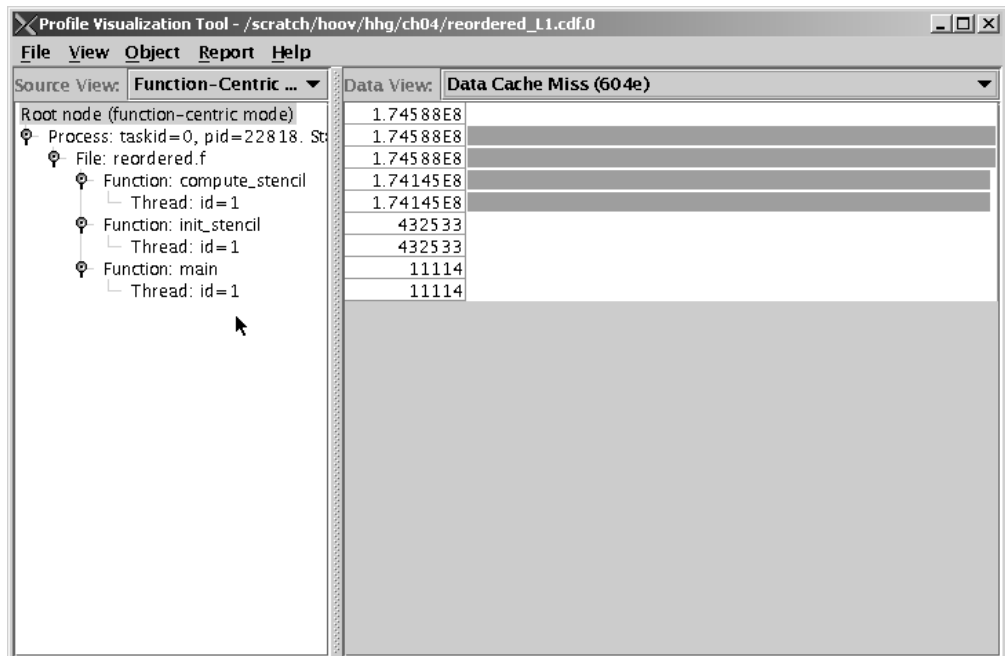 Profile Visualization Tool - /scratch/hoov/hhg/ch04/reordered_L1.cdf.0
File View Object Report Help
Source View: Function-Centric ...
Data View: Data Cache Miss (604e)
Root node (function-centric mode) 1.74588E8
Process: taskid=0, pid=22818. St 1.74588E8
File: reordered.f 1.74588E8
Function: compute_stencil 1.74145E8
Thread: id=1 1.74145E8
Function: init_stencil 432533
Thread: id=1 432533
Function: main 11114
Thread: id=1 11114